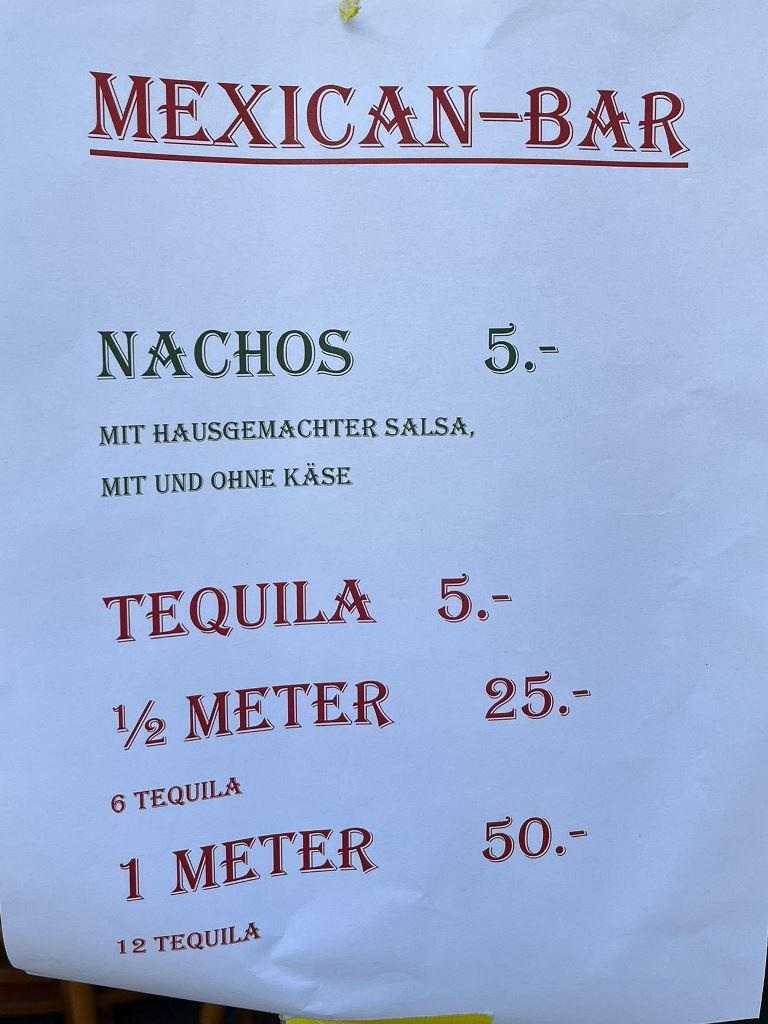 MEXICAN-BAR
NACHOS 5.-
MIT HAUSGEMACHTER SALSA,
MIT UND OHNE KÄSE
TEQUILA 5.-
½ METER 25.-
6 TEQUILA
1 METER 50.-
12 TEQUILA